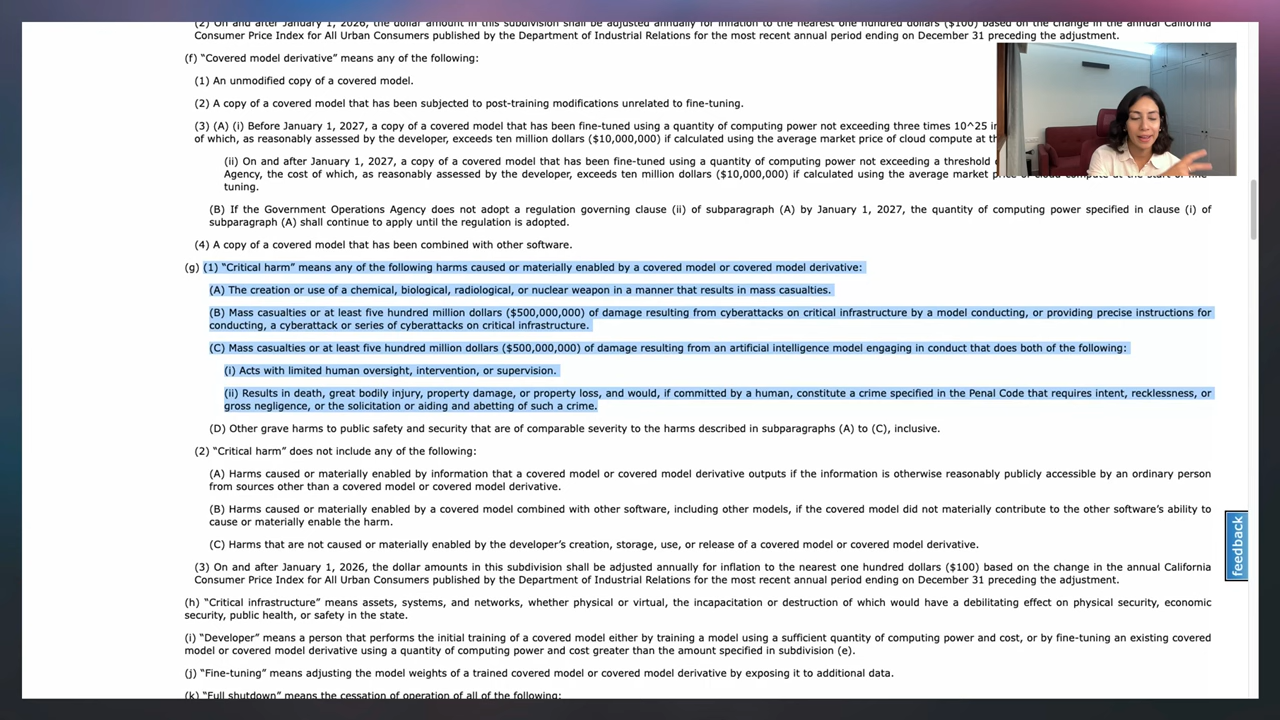 (2) On and after January 1, 2026, the dollar amount in this subdivision shall be adjusted annually for inflation to the nearest one hundred dollars ($100) based on the change in the annual California
Consumer Price Index for All Urban Consumers published by the Department of Industrial Relations for the most recent annual period ending on December 31 preceding the adjustment.
(f) “Covered model derivative” means any of the following:
(1) An unmodified copy of a covered model.
(2) A copy of a covered model that has been subjected to post-training modifications unrelated to fine-tuning.
(3) (A) (i) Before January 1, 2027, a copy of a covered model that has been fine-tuned using a quantity of computing power not exceeding three times 10^25 in
of which, as reasonably assessed by the developer, exceeds ten million dollars ($10,000,000) if calculated using the average market price of cloud compute at th
(ii) On and after January 1, 2027, a copy of a covered model that has been fine-tuned using a quantity of computing power not exceeding a threshold
Agency, the cost of which, as reasonably assessed by the developer, exceeds ten million dollars ($10,000,000) if calculated using the average market price of cloud compute at the start of fine-
tuning.
(B) If the Government Operations Agency does not adopt a regulation governing clause (ii) of subparagraph (A) by January 1, 2027, the quantity of computing power specified in clause (i) of
subparagraph (A) shall continue to apply until the regulation is adopted.
(4) A copy of a covered model that has been combined with other software.
(g) (1) “Critical harm” means any of the following harms caused or materially enabled by a covered model or covered model derivative:
(A) The creation or use of a chemical, biological, radiological, or nuclear weapon in a manner that results in mass casualties.
(B) Mass casualties or at least five hundred million dollars ($500,000,000) of damage resulting from cyberattacks on critical infrastructure by a model conducting, or providing precise instructions for
conducting, a cyberattack or series of cyberattacks on critical infrastructure.
(C) Mass casualties or at least five hundred million dollars ($500,000,000) of damage resulting from an artificial intelligence model engaging in conduct that does both of the following:
(i) Acts with limited human oversight, intervention, or supervision.
(ii) Results in death, great bodily injury, property damage, or property loss, and would, if committed by a human, constitute a crime specified in the Penal Code that requires intent, recklessness, or
gross negligence, or the solicitation or aiding and abetting of such a crime.
(D) Other grave harms to public safety and security that are of comparable severity to the harms described in subparagraphs (A) to (C), inclusive.
(2) “Critical harm” does not include any of the following:
(A) Harms caused or materially enabled by information that a covered model or covered model derivative outputs if the information is otherwise reasonably publicly accessible by an ordinary person
from sources other than a covered model or covered model derivative.
(B) Harms caused or materially enabled by a covered model combined with other software, including other models, if the covered model did not materially contribute to the other software’s ability to
cause or materially enable the harm.
(C) Harms that are not caused or materially enabled by the developer’s creation, storage, use, or release of a covered model or covered model derivative.
(3) On and after January 1, 2026, the dollar amounts in this subdivision shall be adjusted annually for inflation to the nearest one hundred dollars ($100) based on the change in the annual California
Consumer Price Index for All Urban Consumers published by the Department of Industrial Relations for the most recent annual period ending on December 31 preceding the adjustment.
(h) “Critical infrastructure” means assets, systems, and networks, whether physical or virtual, the incapacitation or destruction of which would have a debilitating effect on physical security, economic
security, public health, or safety in the state.
(i) “Developer” means a person that performs the initial training of a covered model either by training a model using a sufficient quantity of computing power and cost, or by fine-tuning an existing covered
model or covered model derivative using a quantity of computing power and cost greater than the amount specified in subdivision (e).
(j) “Fine-tuning” means adjusting the model weights of a trained covered model or covered model derivative by exposing it to additional data.
(k) “Full shutdown” means the cessation of operation of all of the following:
feedback